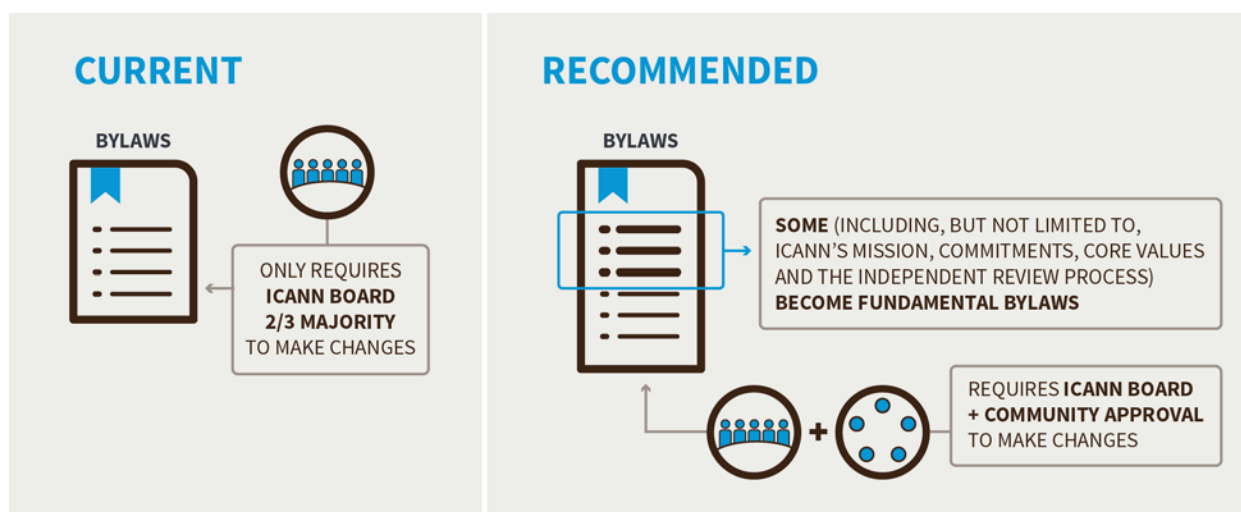 CURRENT
BYLAWS
ONLY REQUIRES
ICANN BOARD
2/3 MAJORITY
TO MAKE CHANGES
RECOMMENDED
BYLAWS
SOME (INCLUDING, BUT NOT LIMITED TO,
ICANN'S MISSION, COMMITMENTS, CORE VALUES
AND THE INDEPENDENT REVIEW PROCESS)
BECOME FUNDAMENTAL BYLAWS
+
REQUIRES ICANN BOARD
+ COMMUNITY APPROVAL
TO MAKE CHANGES